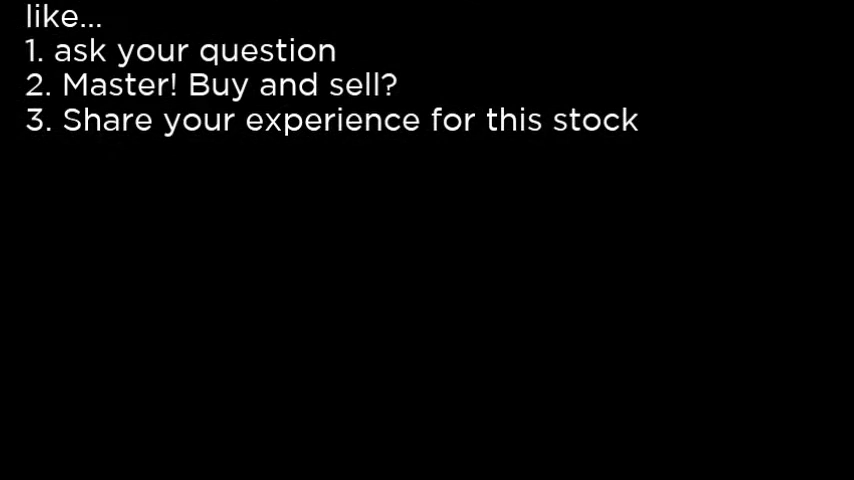 like...
1. ask your question
2. Master! Buy and sell?
3. Share your experience for this stock